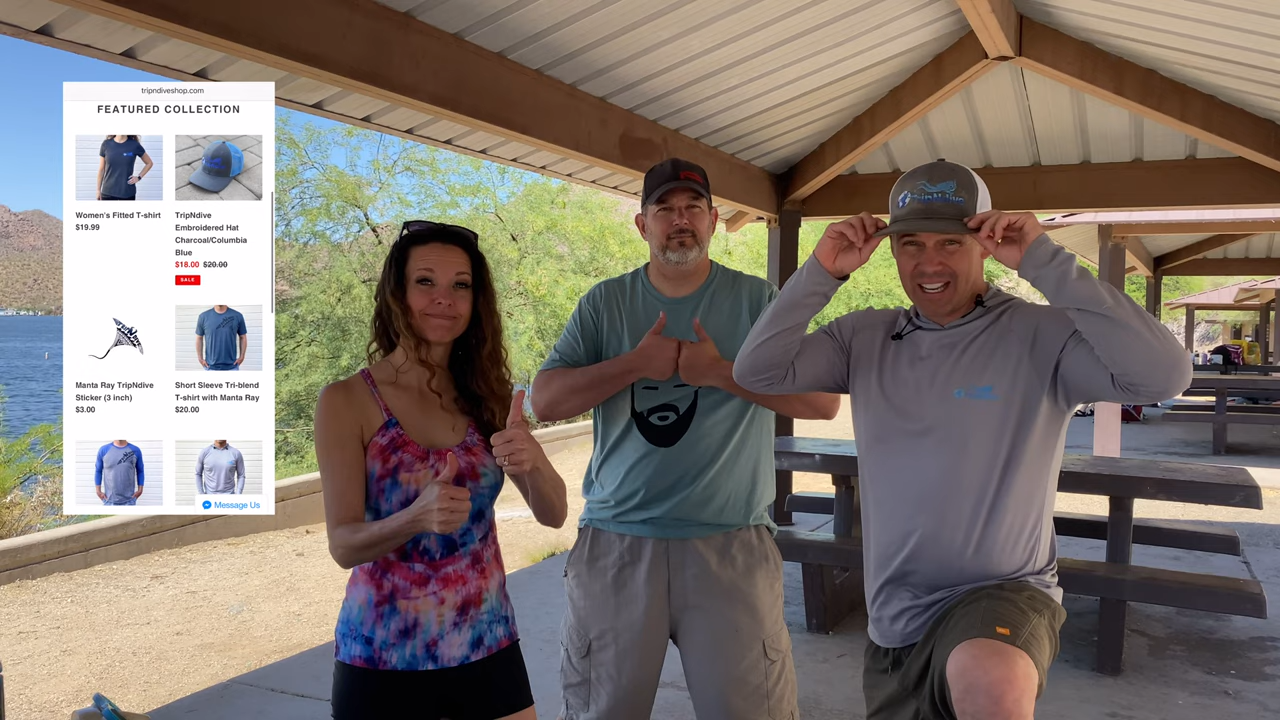 tripndiveshop.com
FEATURED COLLECTION
Women's Fitted T-shirt
$19.99
TripNdive
Embroidered Hat
Charcoal/Columbia
Blue
$18.00 $20.00
SALE
Manta Ray TripNdive
Sticker (3 inch)
$3.00
Short Sleeve Tri-blend
T-shirt with Manta Ray
$20.00
Message Us